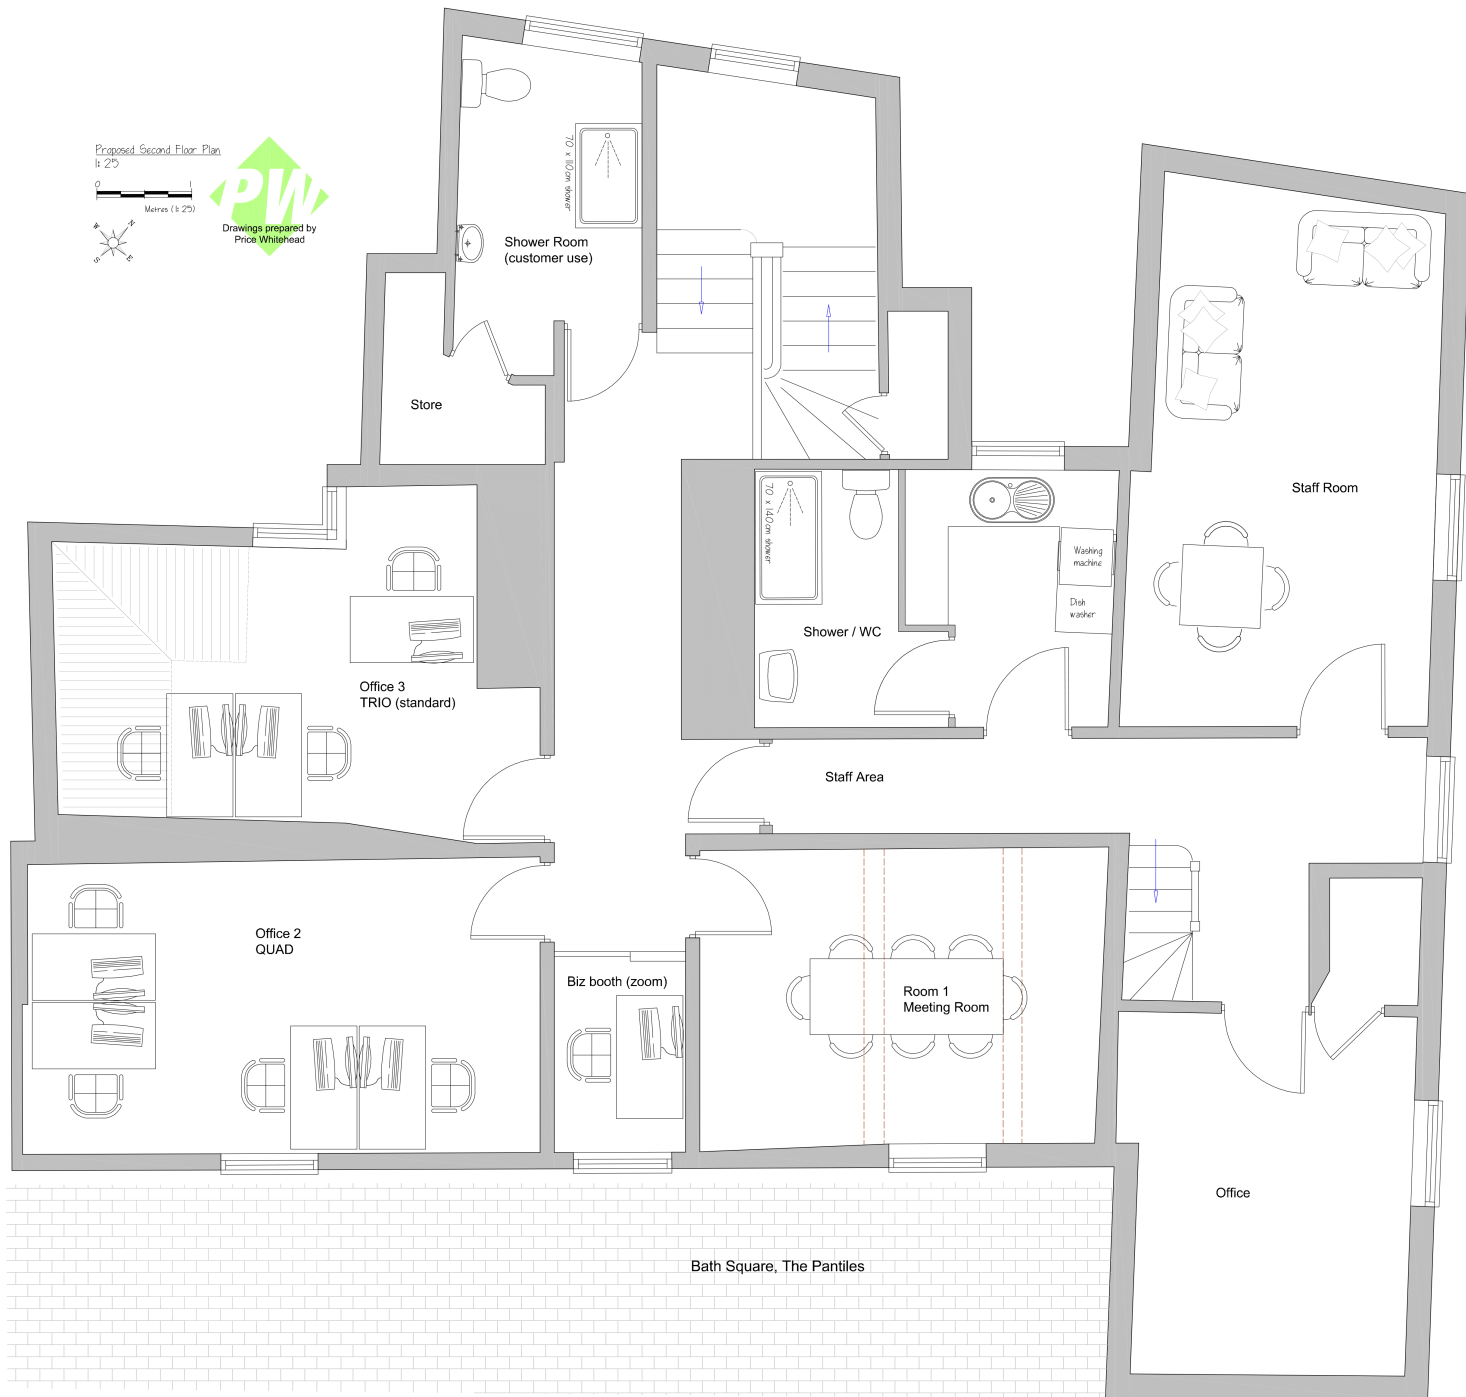 Proposed Second Floor Plan
1: 25
0 1
Metres (1: 25)
N
E
S
W
PW
Drawings prepared by
Price Whitehead
70 x 110cm shower
Shower Room
(customer use)
Store
Staff Room
70 x 140cm shower
Washing
machine
Dish
washer
Shower / WC
Office 3
TRIO (standard)
Staff Area
Office 2
QUAD
Biz booth (zoom)
Room 1
Meeting Room
Office
Bath Square, The Pantiles